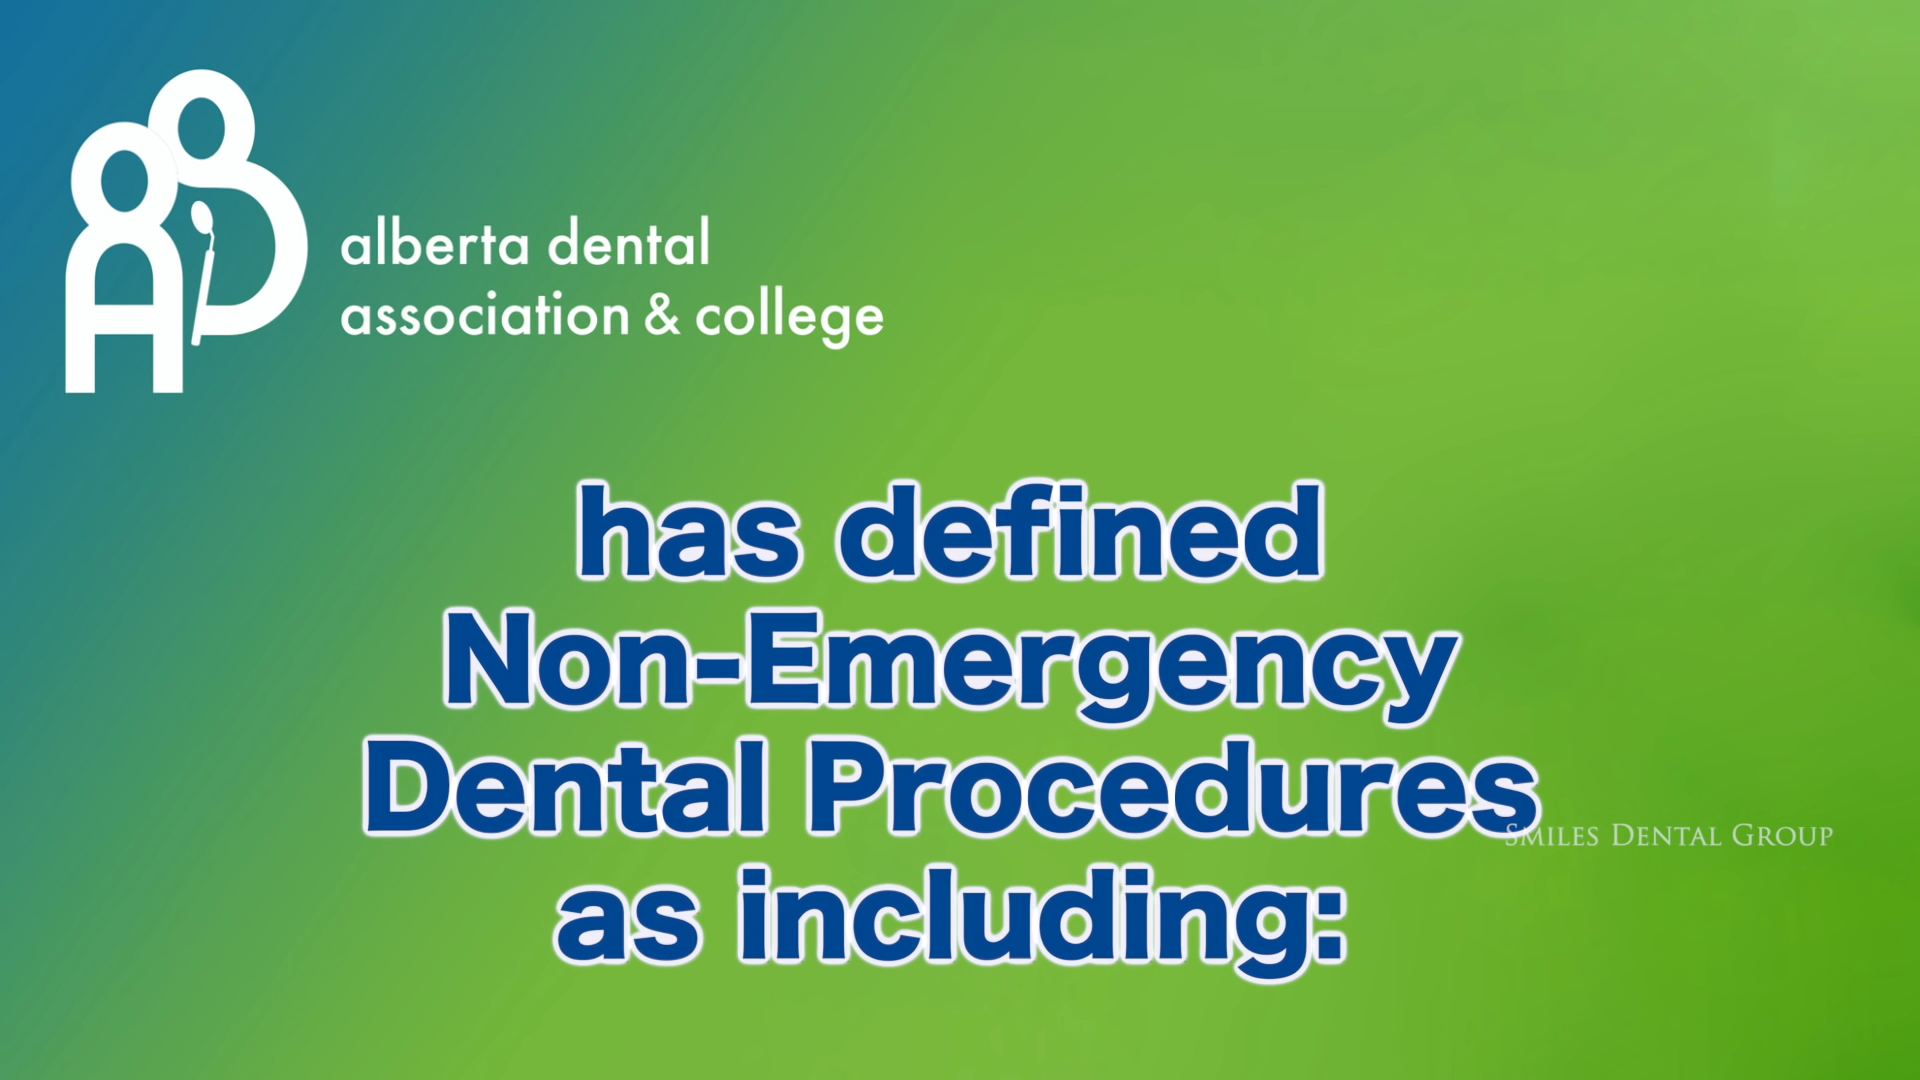 alberta dental
association & college
has defined
Non-Emergency
Dental Procedures
Smiles Dental Group
as including: